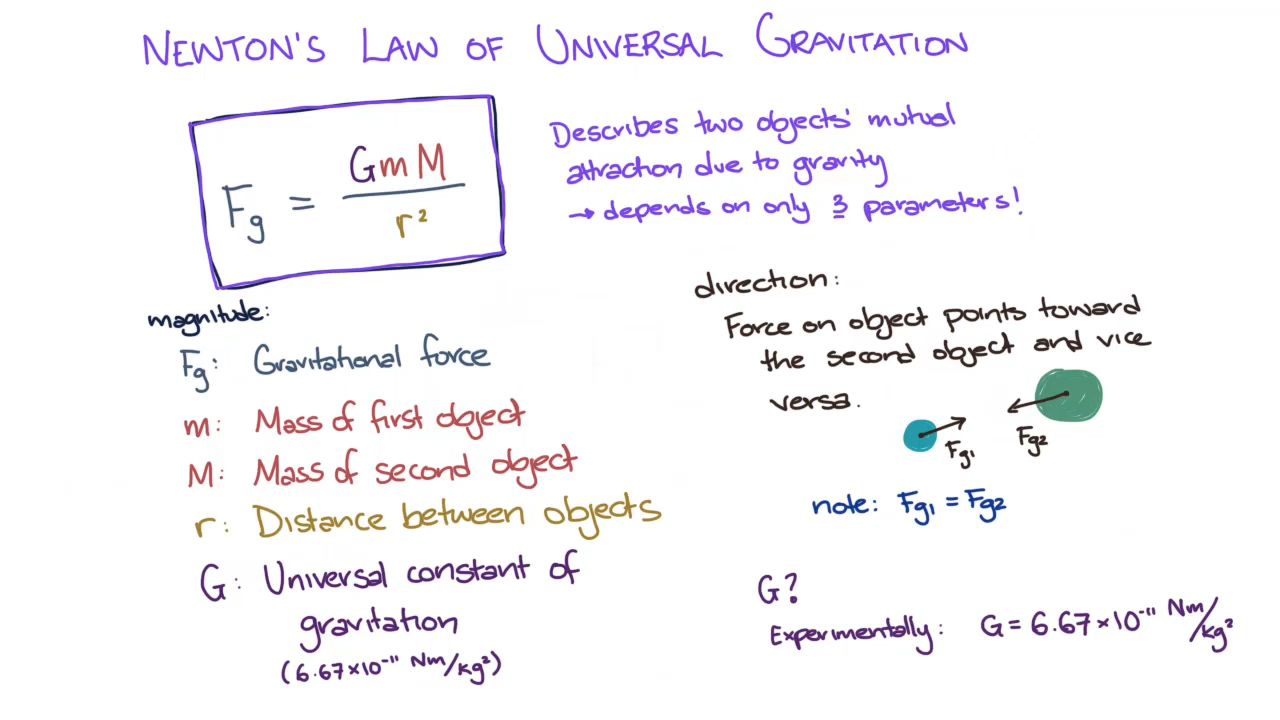 NEWTON'S LAW OF UNIVERSAL GRAVITATION
Fg = GmM / r²
Describes two objects' mutual
attraction due to gravity
→ depends on only 3 parameters!
magnitude:
Fg: Gravitational force
m: Mass of first object
M: Mass of second object
r: Distance between objects
G: Universal constant of
gravitation
(6.67×10⁻¹¹ Nm/kg²)
direction:
Force on object points toward
the second object and vice
versa.
Fg1
Fg2
note: Fg1 = Fg2
G?
Experimentally: G = 6.67×10⁻¹¹ Nm/kg²